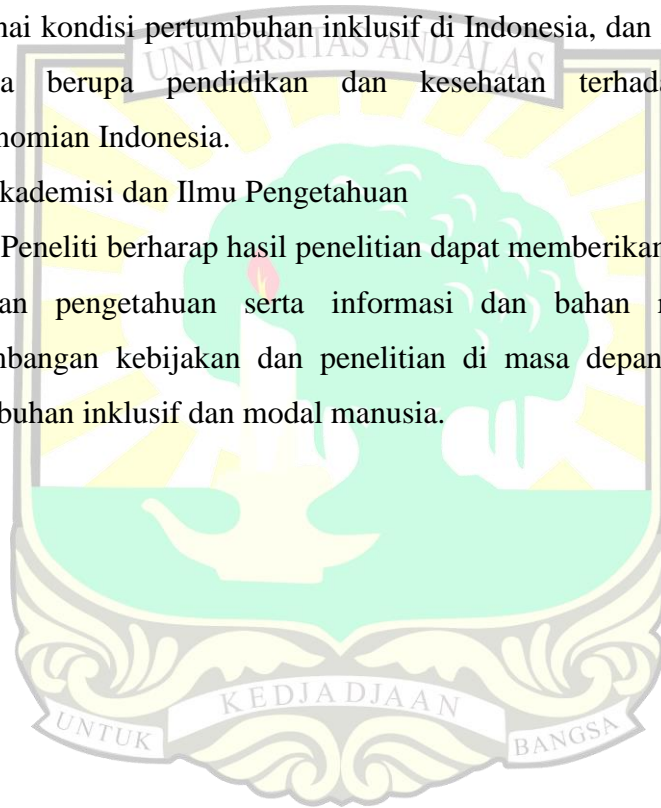 nai kondisi pertumbuhan inklusif di Indonesia, dan
a berupa pendidikan dan kesehatan terhada
nomian Indonesia.
kademisi dan Ilmu Pengetahuan
Peneliti berharap hasil penelitian dapat memberikan
an pengetahuan serta informasi dan bahan
mbangan kebijakan dan penelitian di masa depan
buhan inklusif dan modal manusia.
UNIVERSITAS ANDALAS
UNTUK KEDJADJAAN BANGSA